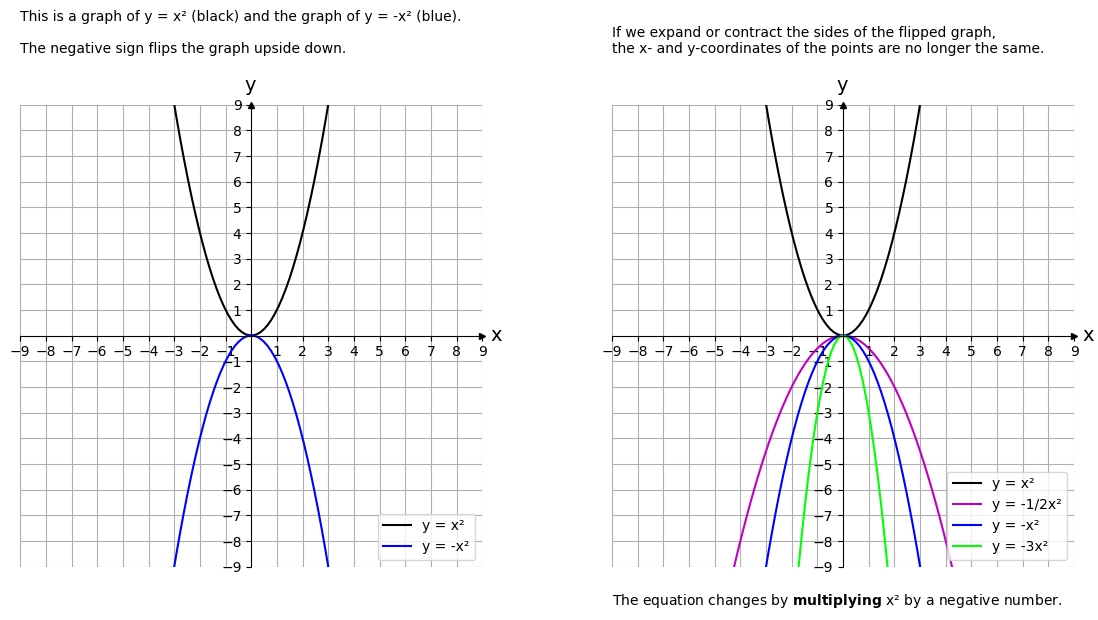 This is a graph of y = x² (black) and the graph of y = -x² (blue).
The negative sign flips the graph upside down.
y
9
8
7
6
5
4
3
2
1
−9 −8 −7 −6 −5 −4 −3 −2 −1 1 2 3 4 5 6 7 8 9
x
−1
−2
−3
−4
−5
−6
−7
−8
−9
y = x²
y = -x²
If we expand or contract the sides of the flipped graph,
the x- and y-coordinates of the points are no longer the same.
y
9
8
7
6
5
4
3
2
1
−9 −8 −7 −6 −5 −4 −3 −2 −1 1 2 3 4 5 6 7 8 9
x
−1
−2
−3
−4
−5
−6
−7
−8
−9
y = x²
y = -1/2x²
y = -x²
y = -3x²
The equation changes by multiplying x² by a negative number.